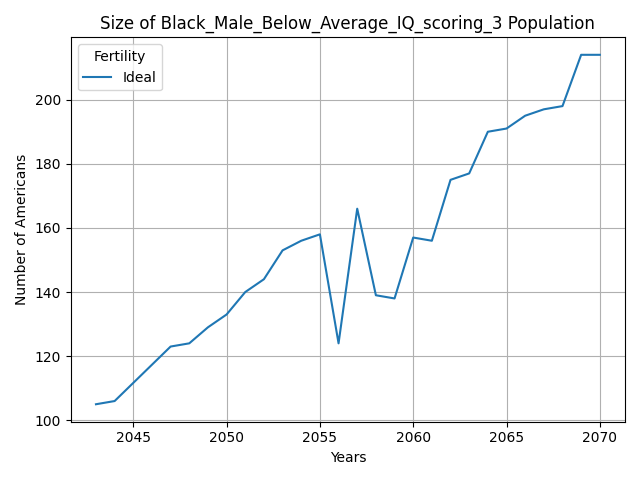 Size of Black_Male_Below_Average_IQ_scoring_3 Population
Fertility
Ideal
Number of Americans
200
180
160
140
120
100
2045 2050 2055 2060 2065 2070
Years